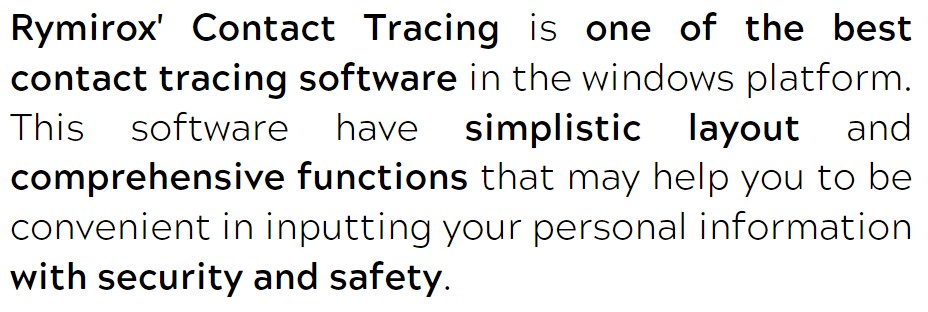 Rymirox' Contact Tracing is one of the best
contact tracing software in the windows platform.
This software have simplistic layout and
comprehensive functions that may help you to be
convenient in inputting your personal information
with security and safety.